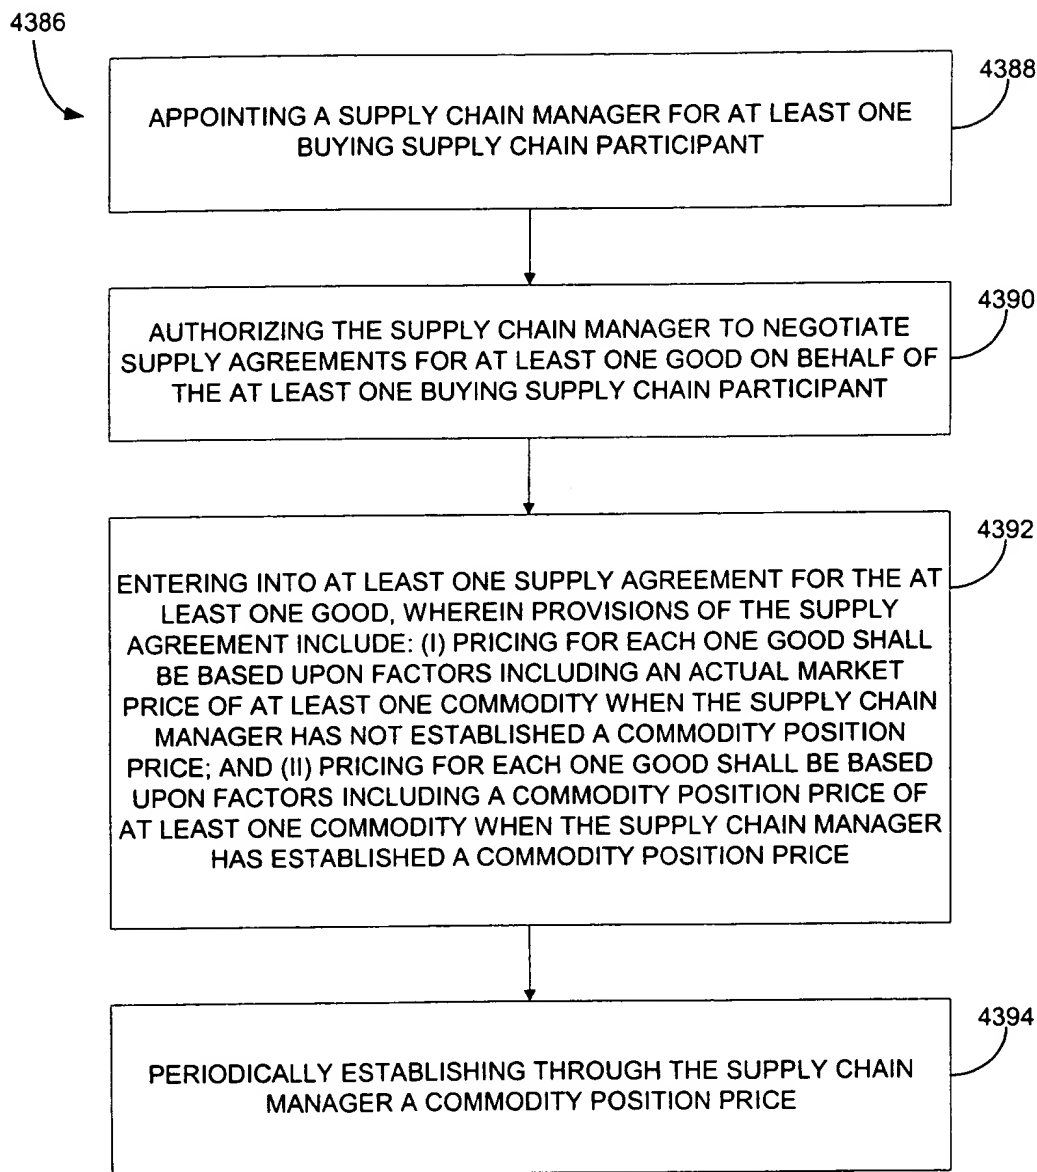 4386
4388
APPOINTING A SUPPLY CHAIN MANAGER FOR AT LEAST ONE
BUYING SUPPLY CHAIN PARTICIPANT
4390
AUTHORIZING THE SUPPLY CHAIN MANAGER TO NEGOTIATE
SUPPLY AGREEMENTS FOR AT LEAST ONE GOOD ON BEHALF OF
THE AT LEAST ONE BUYING SUPPLY CHAIN PARTICIPANT
4392
ENTERING INTO AT LEAST ONE SUPPLY AGREEMENT FOR THE AT
LEAST ONE GOOD, WHEREIN PROVISIONS OF THE SUPPLY
AGREEMENT INCLUDE: (I) PRICING FOR EACH ONE GOOD SHALL
BE BASED UPON FACTORS INCLUDING AN ACTUAL MARKET
PRICE OF AT LEAST ONE COMMODITY WHEN THE SUPPLY CHAIN
MANAGER HAS NOT ESTABLISHED A COMMODITY POSITION
PRICE; AND (II) PRICING FOR EACH ONE GOOD SHALL BE BASED
UPON FACTORS INCLUDING A COMMODITY POSITION PRICE OF
AT LEAST ONE COMMODITY WHEN THE SUPPLY CHAIN MANAGER
HAS ESTABLISHED A COMMODITY POSITION PRICE
4394
PERIODICALLY ESTABLISHING THROUGH THE SUPPLY CHAIN
MANAGER A COMMODITY POSITION PRICE